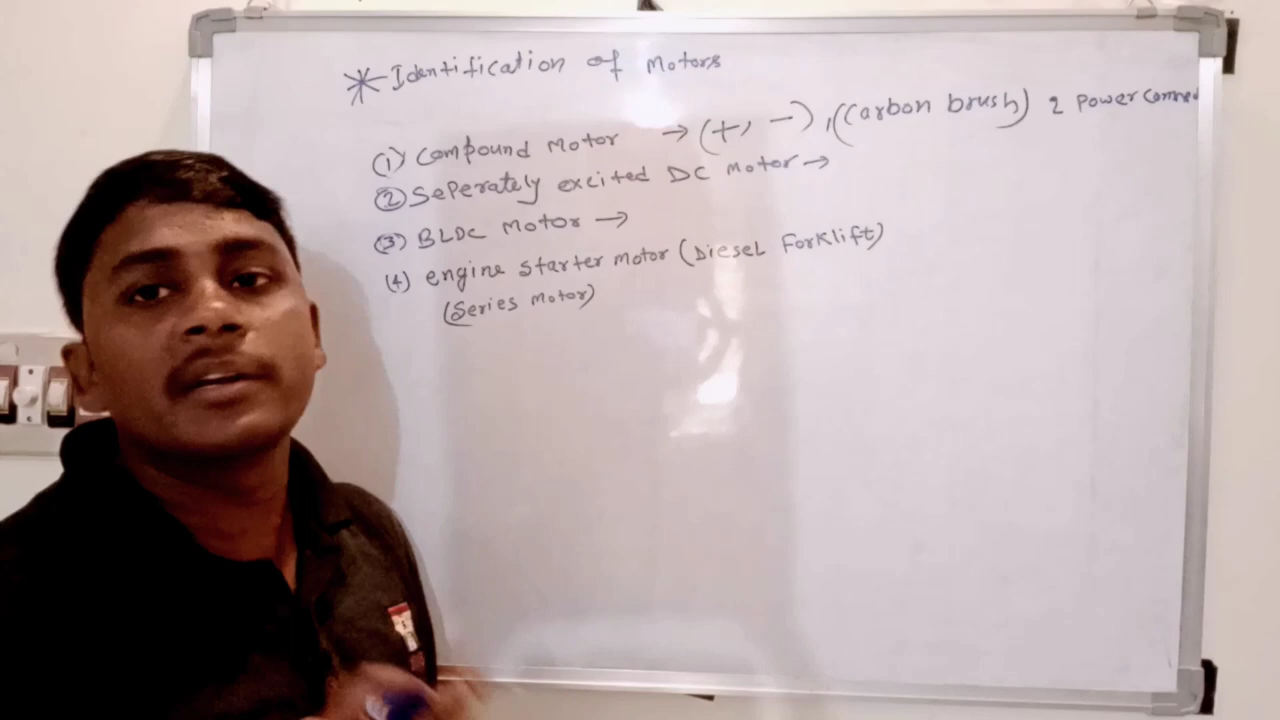 * Identification of Motors
(1) Compound Motor → (+, -), (Carbon brush) 2 Power Connec
(2) Seperately excited DC Motor →
(3) BLDC Motor →
(4) engine starter motor (Diesel Forklift)
(Series Motor)